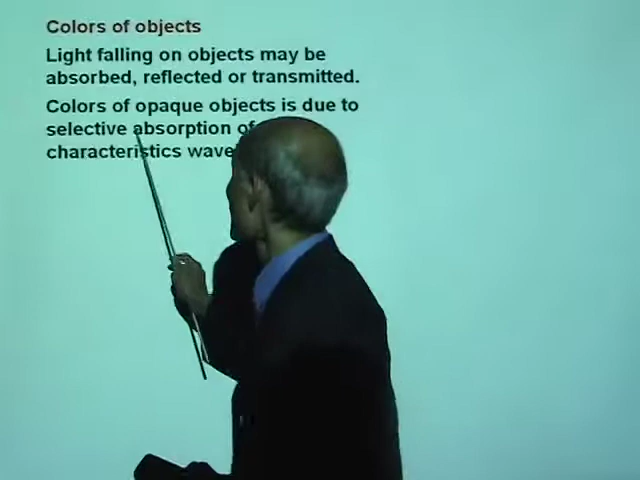 Colors of objects
Light falling on objects may be
absorbed, reflected or transmitted.
Colors of opaque objects is due to
selective absorption of
characteristics wave